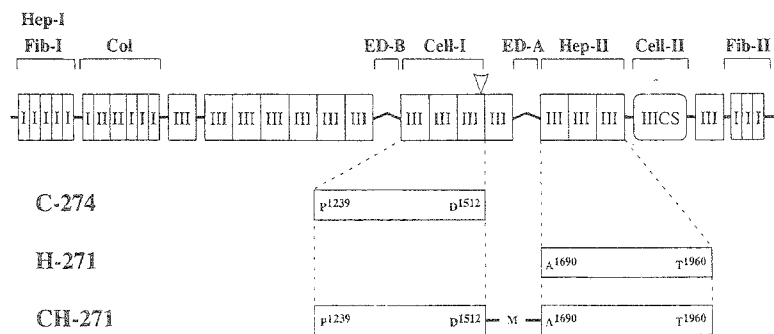 Hep-I
Fib-I Col ED-B Cell-I ED-A Hep-II Cell-II Fib-II
I I I I I I II II I I I III III III III III III III III III III III III III III IIICS III I I I
C-274 P1239 D1512
H-271 A1690 T1960
CH-271 P1239 D1512 M A1690 T1960